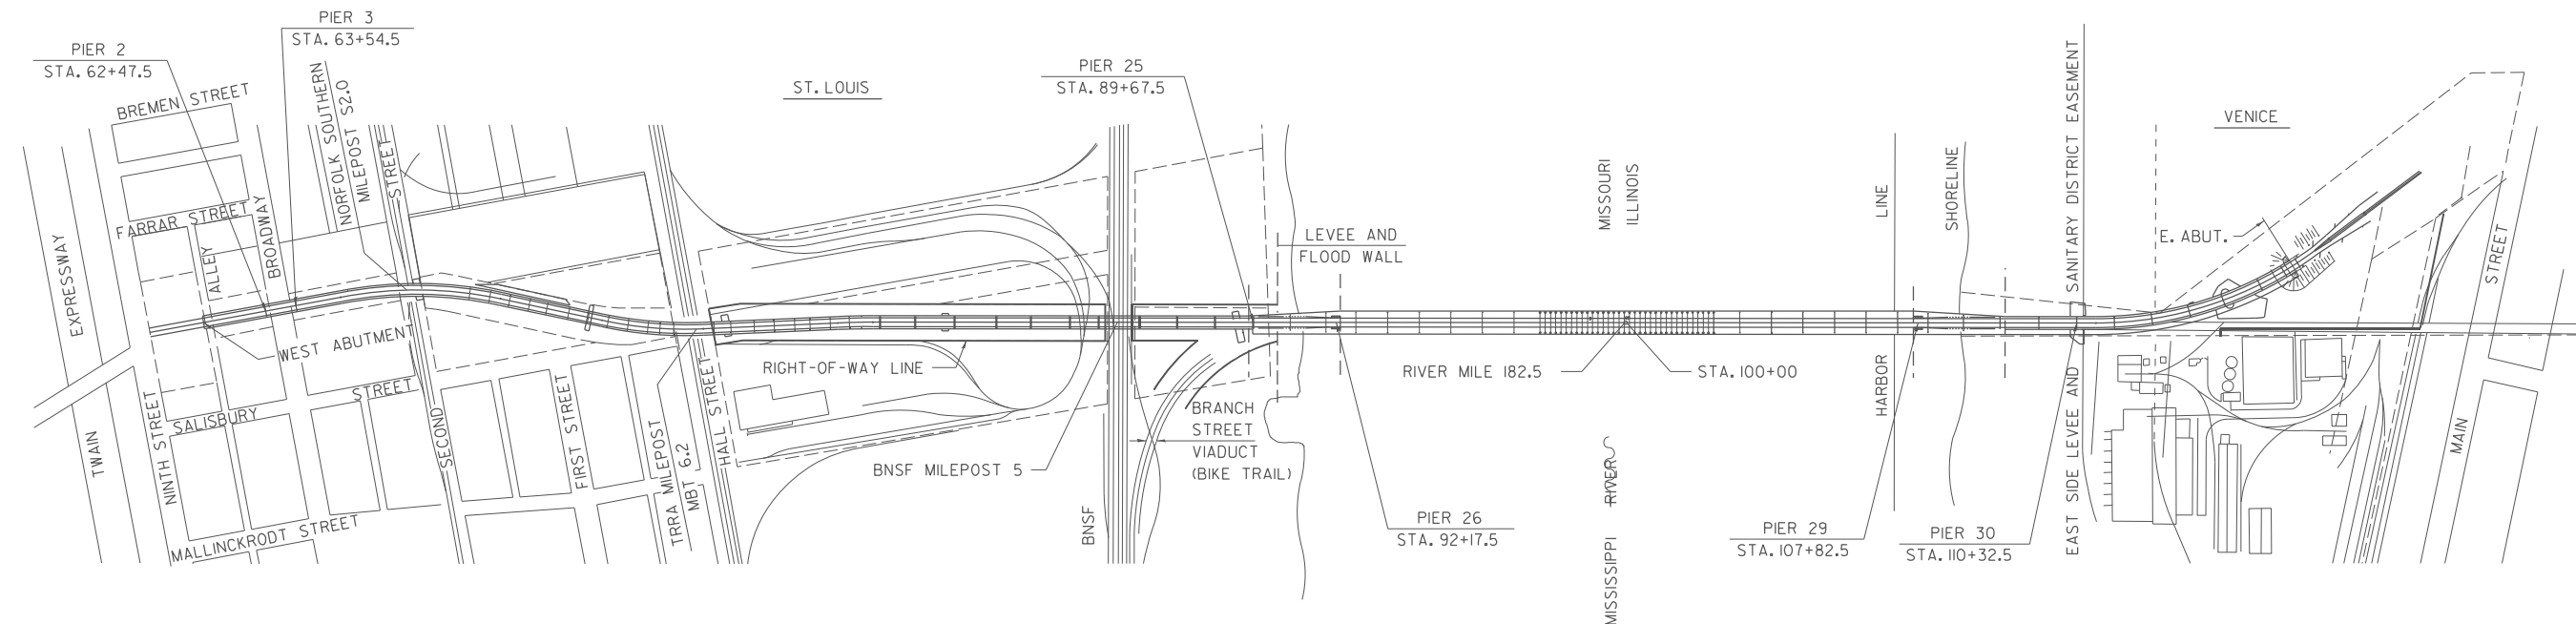 PIER 2
STA. 62+47.5
PIER 3
STA. 63+54.5
NORFOLK SOUTHERN
MILEPOST S2.0
BREMEN STREET
FARRAR STREET
ALLEY
BROADWAY
STREET
EXPRESSWAY
TWAIN
WEST ABUTMENT
NINTH STREET
SALISBURY
STREET
MALLINCKRODT STREET
SECOND
FIRST STREET
TRRA MILEPOST
MBT 6.2
HALL STREET
ST. LOUIS
RIGHT-OF-WAY LINE
BNSF MILEPOST 5
BNSF
PIER 25
STA. 89+67.5
LEVEE AND
FLOOD WALL
BRANCH
STREET
VIADUCT
(BIKE TRAIL)
PIER 26
STA. 92+17.5
MISSOURI
ILLINOIS
RIVER MILE 182.5
STA. 100+00
MISSISSIPPI RIVER
HARBOR LINE
SHORELINE
PIER 29
STA. 107+82.5
PIER 30
STA. 110+32.5
EAST SIDE LEVEE AND SANITARY DISTRICT EASEMENT
VENICE
E. ABUT.
MAIN STREET